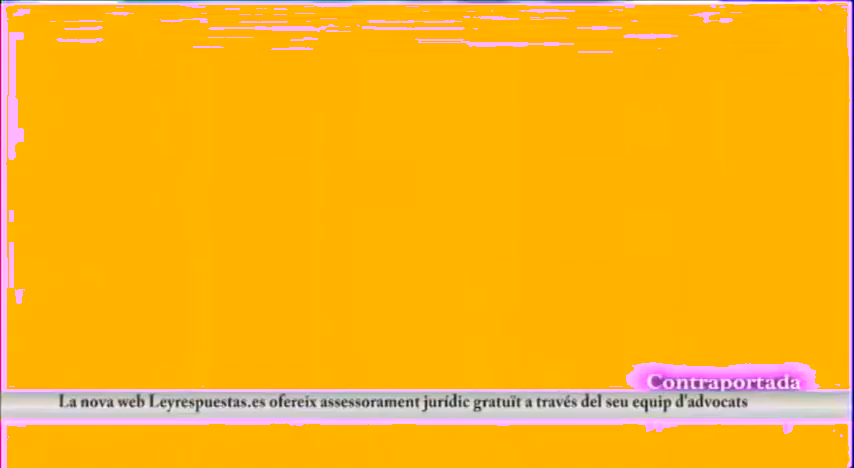 Contraportada
La nova web Leyrespuestas.es ofereix assessorament jurídic gratuït a través del seu equip d'advocats